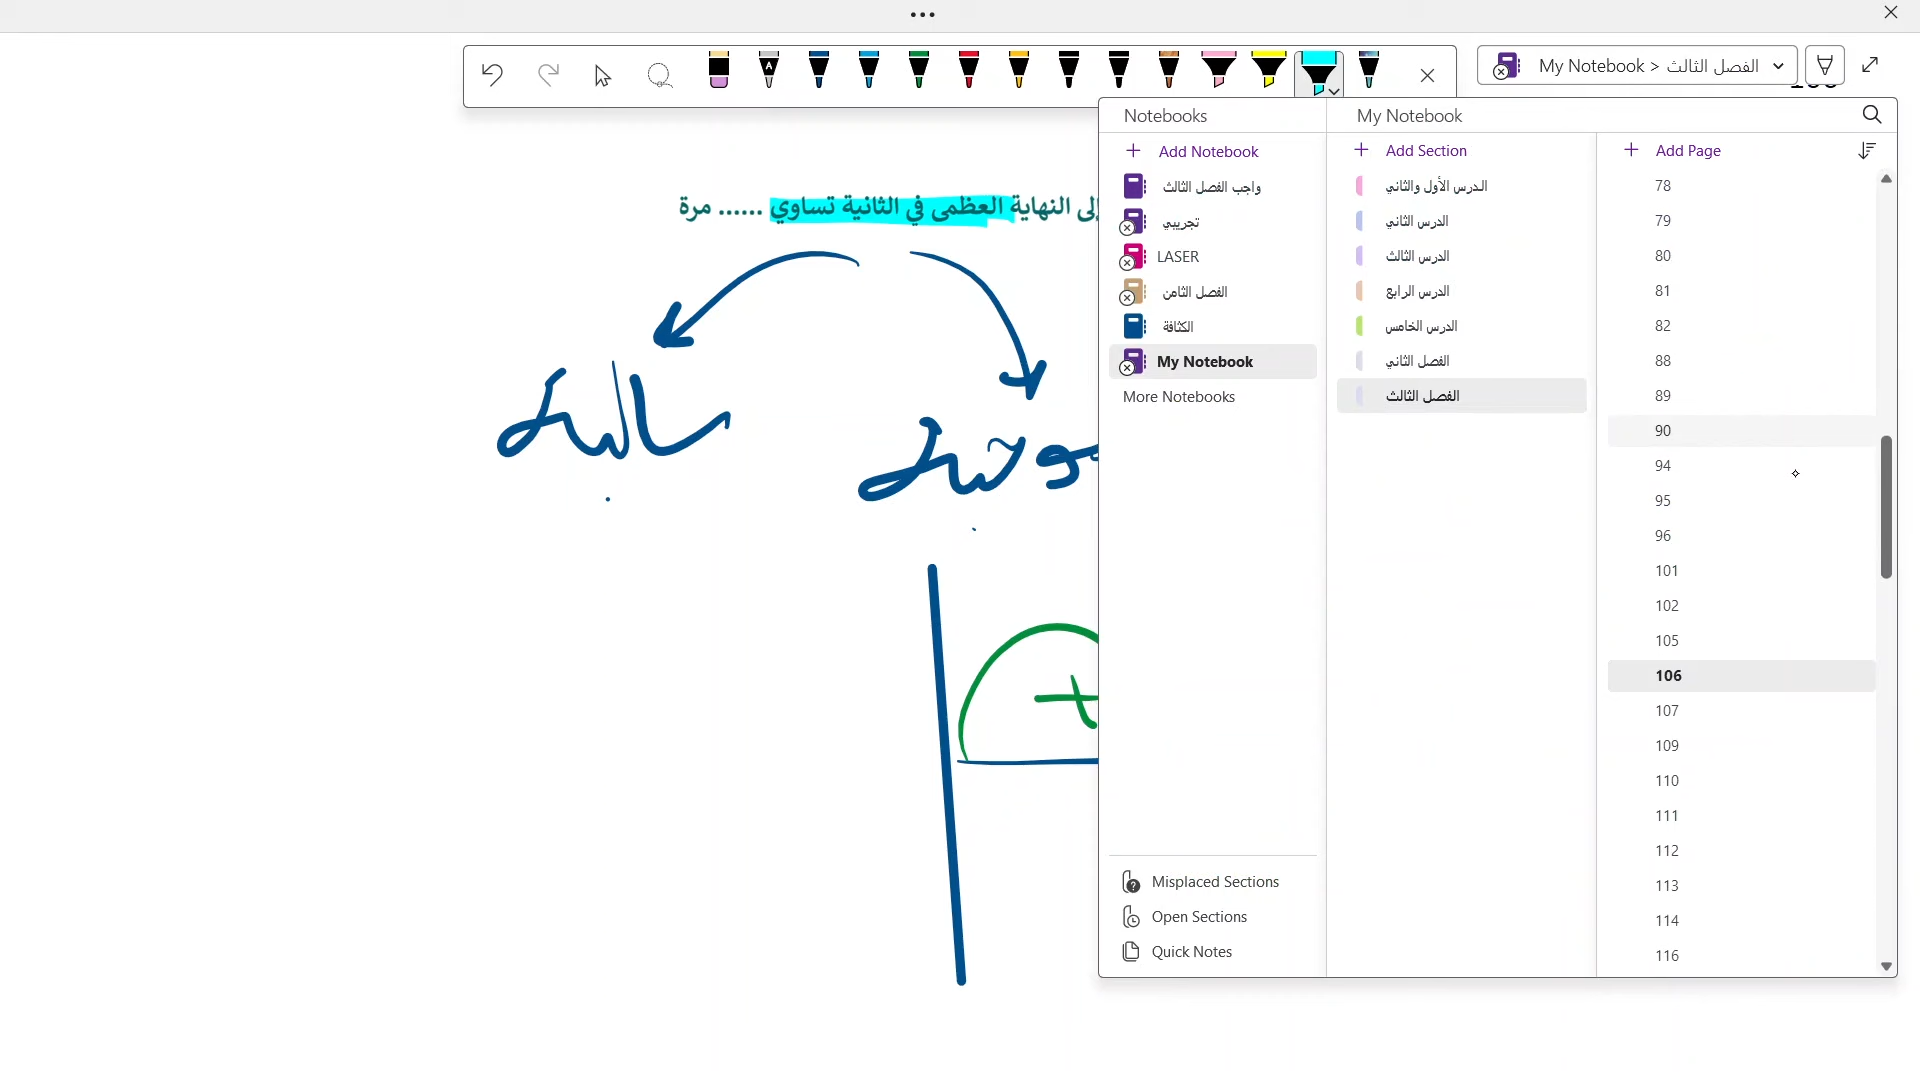 My Notebook > الفصل الثالث
Notebooks
Add Notebook
واجب الفصل الثالث
تجريبي
LASER
الفصل الثامن
الكثافة
My Notebook
More Notebooks
Misplaced Sections
Open Sections
Quick Notes
My Notebook
Add Section
الدرس الأول والثاني
الدرس الثاني
الدرس الثالث
الدرس الرابع
الدرس الخامس
الفصل الثاني
الفصل الثالث
Add Page
78
79
80
81
82
88
89
90
94
95
96
101
102
105
106
107
109
110
111
112
113
114
116
إلى النهاية العظمى في الثانية تساوي ...... مرة
سالبة
+